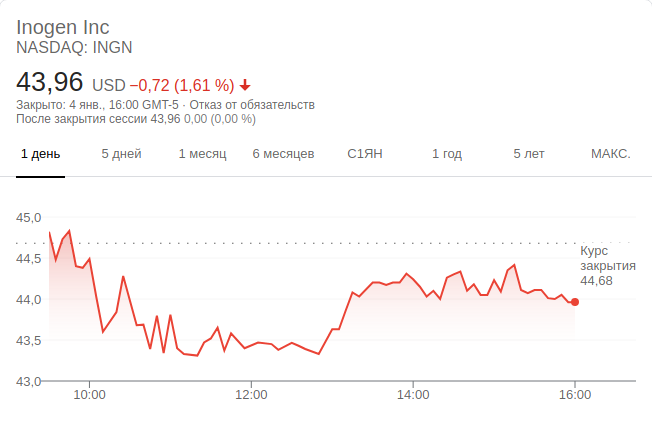 Inogen Inc
NASDAQ: INGN
43,96 USD −0,72 (1,61 %)
Закрыто: 4 янв., 16:00 GMT-5 · Отказ от обязательств
После закрытия сессии 43,96 0,00 (0,00 %)
1 день 5 дней 1 месяц 6 месяцев С1ЯН 1 год 5 лет МАКС.
45,0
44,5
44,0
43,5
43,0
Курс
закрытия
44,68
10:00 12:00 14:00 16:00